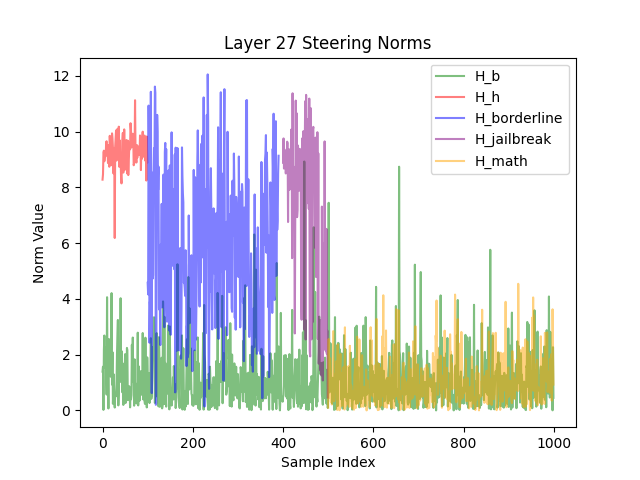 Layer 27 Steering Norms
H_b
H_h
H_borderline
H_jailbreak
H_math
Norm Value
12
10
8
6
4
2
0
0 200 400 600 800 1000
Sample Index